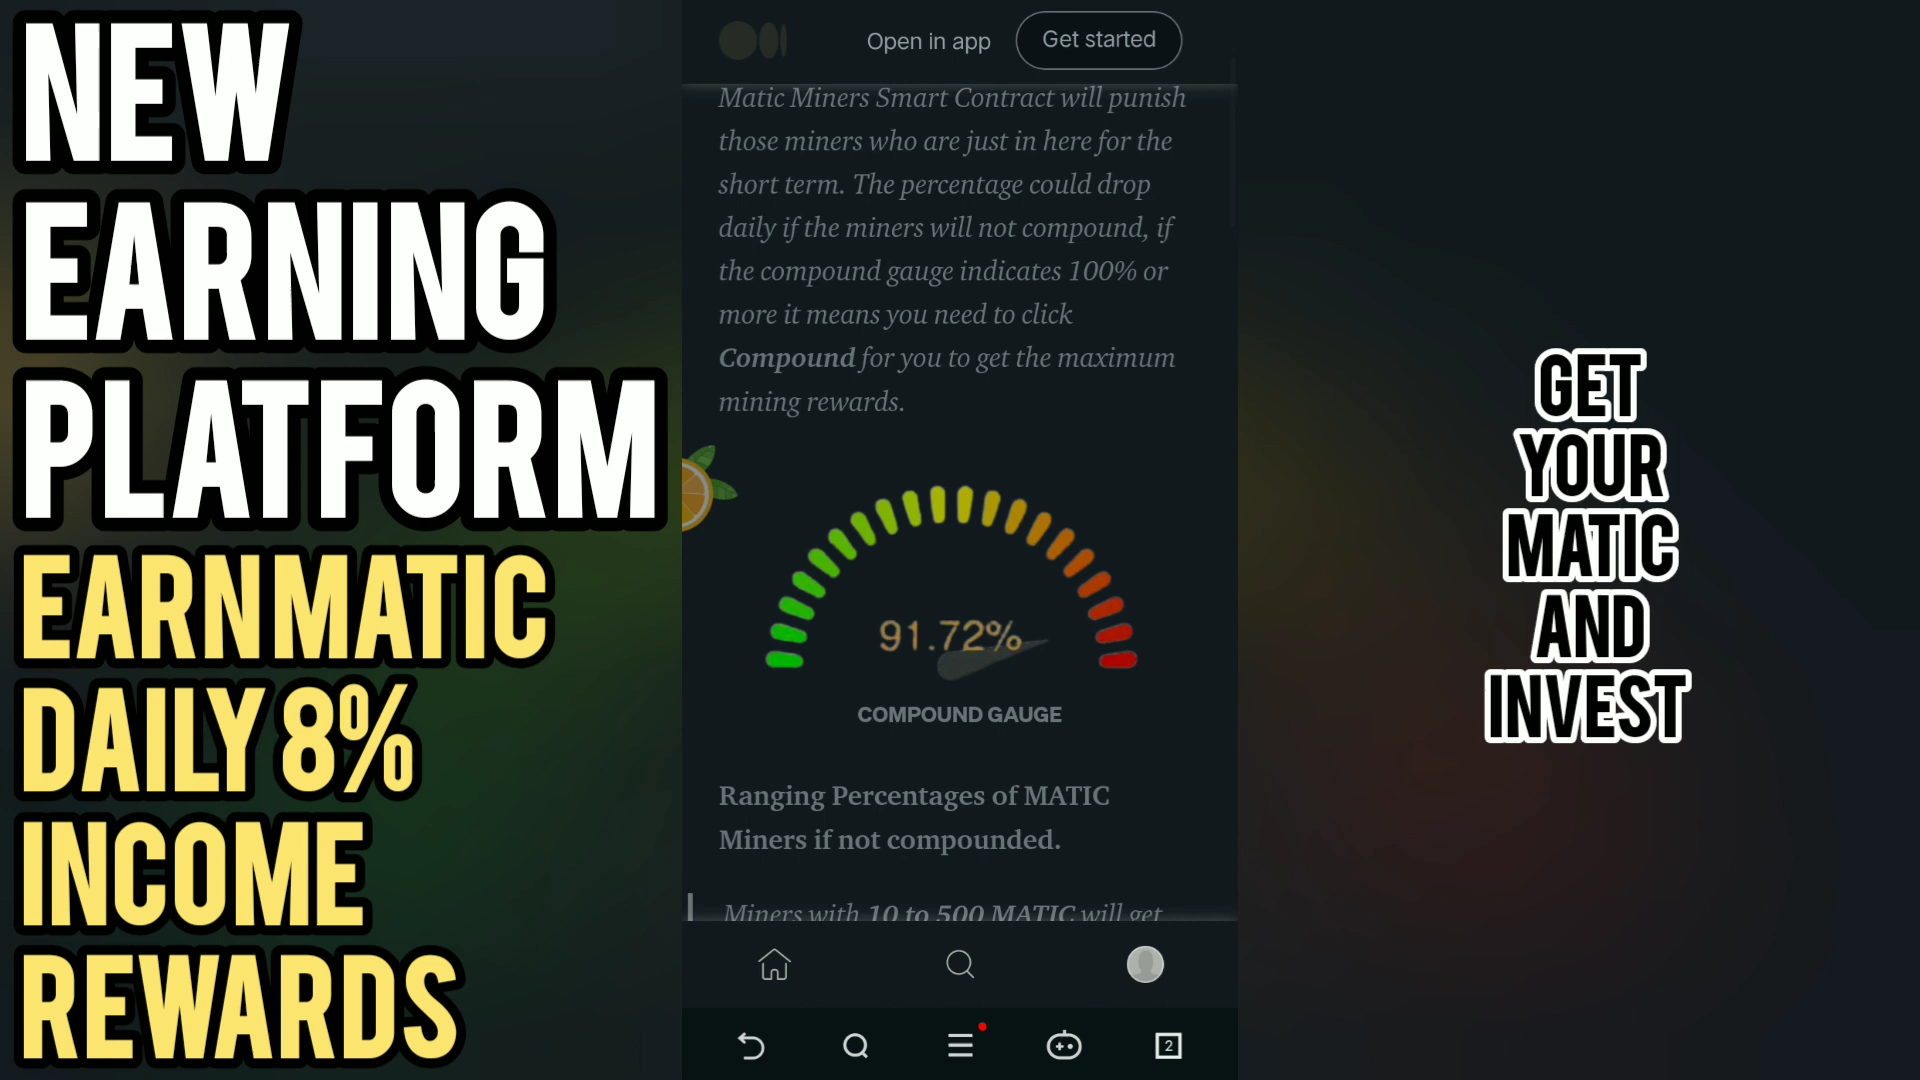 NEW
EARNING
PLATFORM
EARN MATIC
DAILY 8%
INCOME
REWARDS
Open in app
Get started
Matic Miners Smart Contract will punish
those miners who are just in here for the
short term. The percentage could drop
daily if the miners will not compound, if
the compound gauge indicates 100% or
more it means you need to click
Compound for you to get the maximum
mining rewards.
91.72%
COMPOUND GAUGE
Ranging Percentages of MATIC
Miners if not compounded.
Miners with 10 to 500 MATIC will get
2
GET
YOUR
MATIC
AND
INVEST